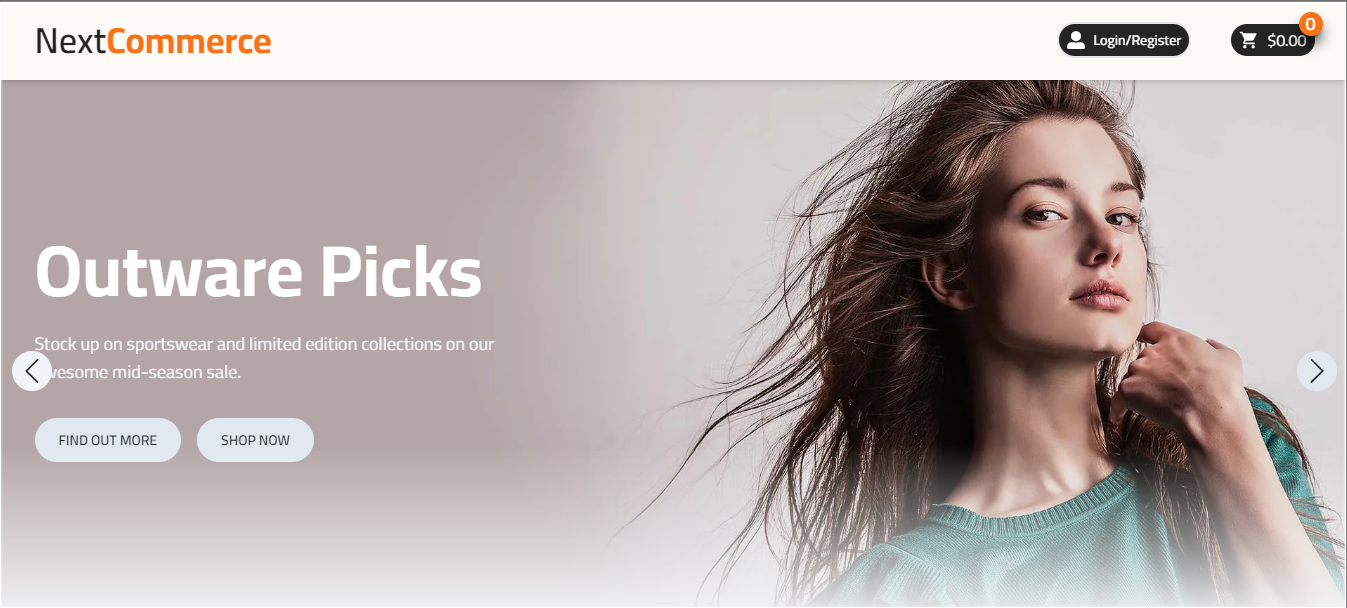 NextCommerce
Login/Register
$0.00
0
Outware Picks
Stock up on sportswear and limited edition collections on our
wesome mid-season sale.
FIND OUT MORE
SHOP NOW